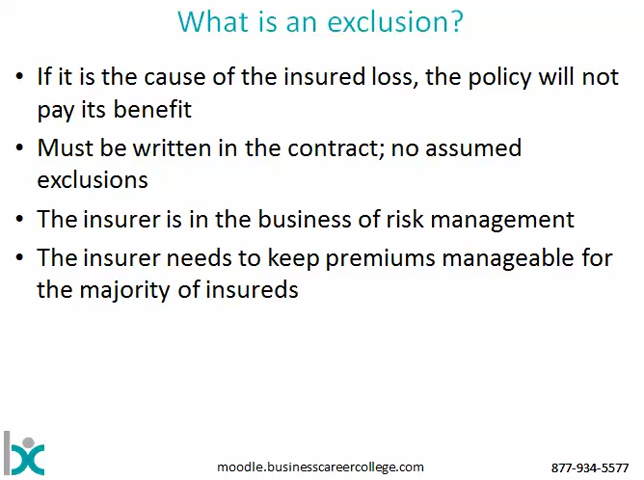 What is an exclusion?
• If it is the cause of the insured loss, the policy will not
pay its benefit
• Must be written in the contract; no assumed
exclusions
• The insurer is in the business of risk management
• The insurer needs to keep premiums manageable for
the majority of insureds
moodle.businesscareercollege.com
877-934-5577